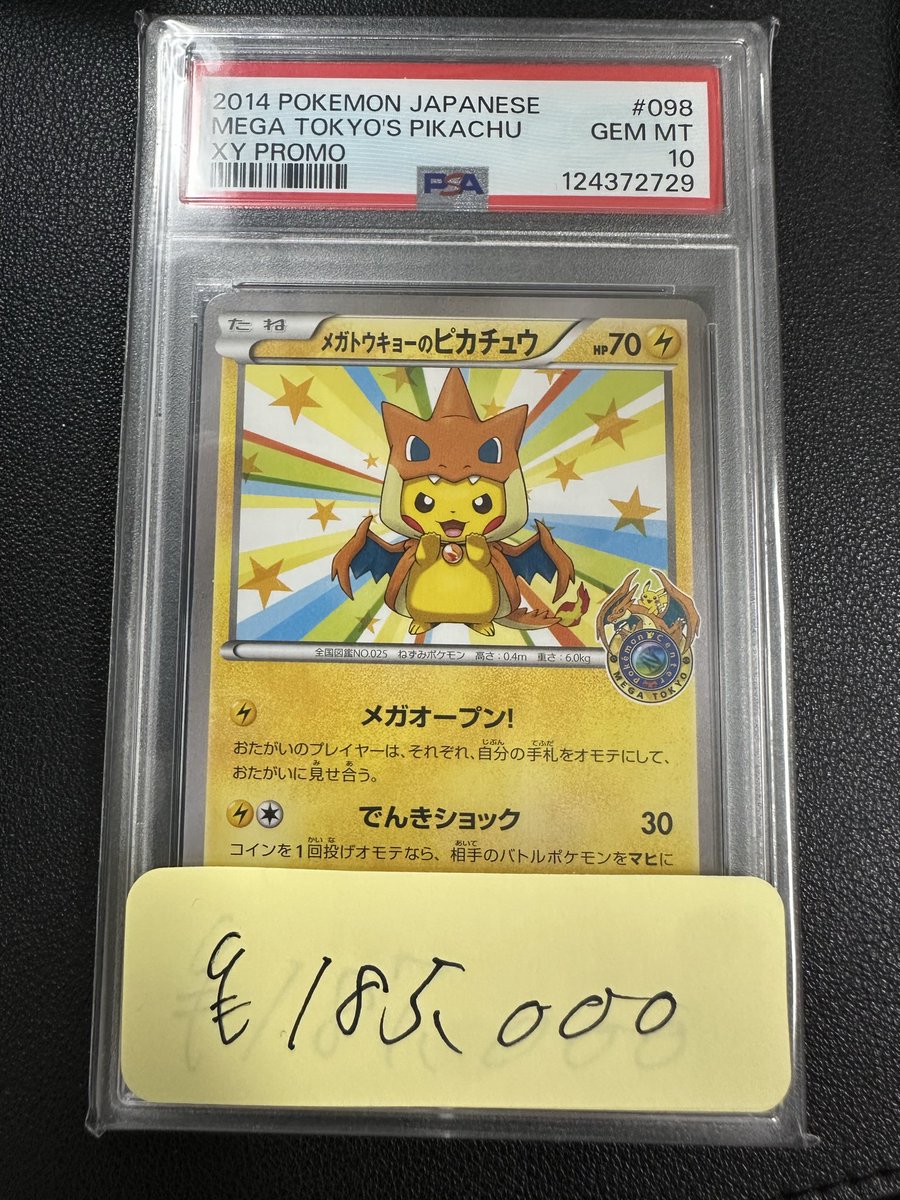 2014 POKEMON JAPANESE #098
MEGA TOKYO'S PIKACHU GEM MT
XY PROMO 10
PSA 124372729
たね メガトウキョーのピカチュウ HP70
Pokémon Center
MEGA TOKYO
全国図鑑NO.025 ねずみポケモン 高さ:0.4m 重さ:6.0kg
メガオープン!
おたがいのプレイヤーは、それぞれ、自分の手札をオモテにして、
おたがいに見せ合う。
でんきショック 30
コインを1回投げオモテなら、相手のバトルポケモンをマヒに
¥185,000